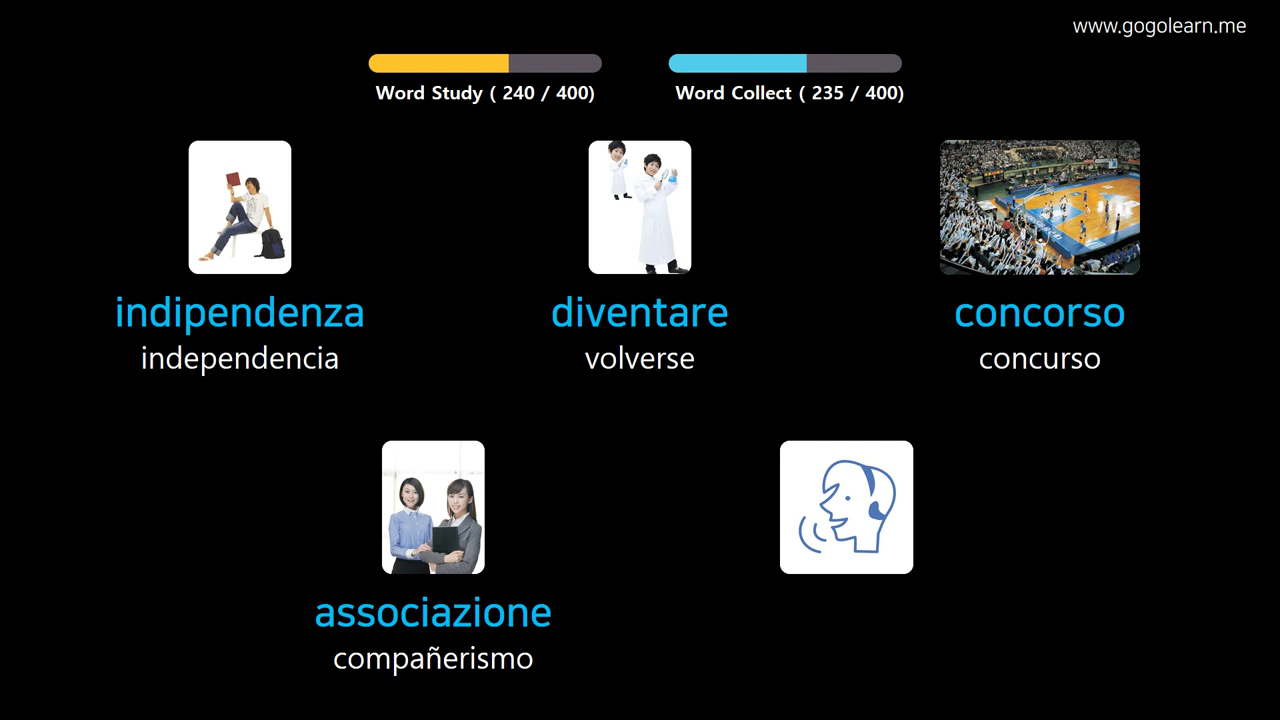 www.gogolearn.me
Word Study ( 240 / 400)
Word Collect ( 235 / 400)
indipendenza
independencia
diventare
volverse
concorso
concurso
associazione
compañerismo